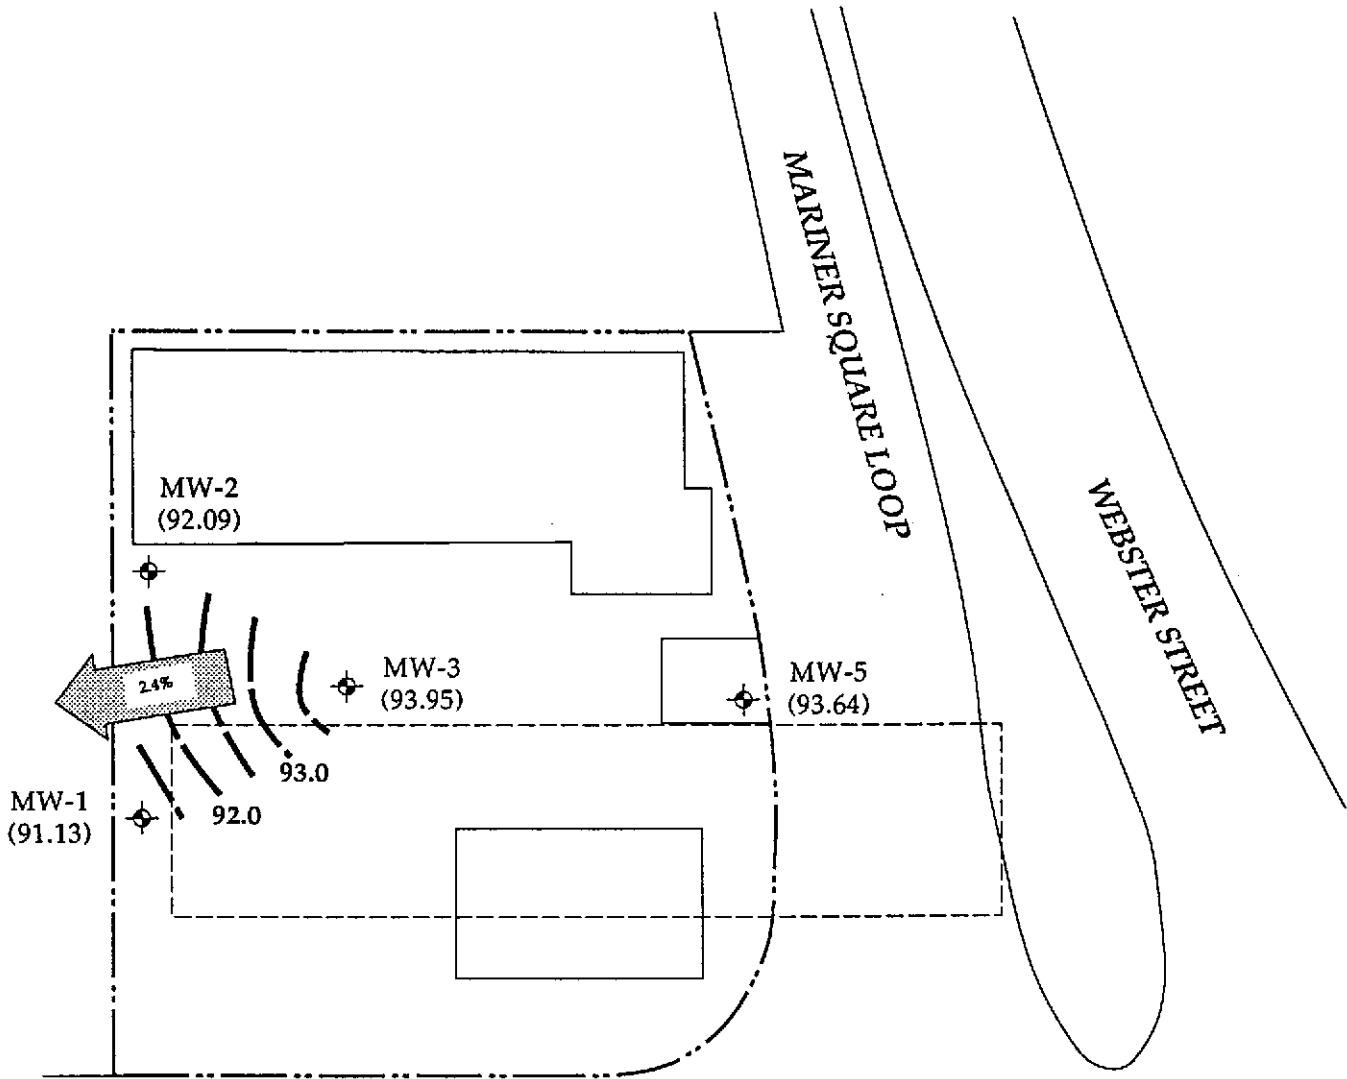 MARINER SQUARE LOOP
WEBSTER STREET
MW-2
(92.09)
MW-3
(93.95)
MW-5
(93.64)
2.4%
93.0
92.0
MW-1
(91.13)